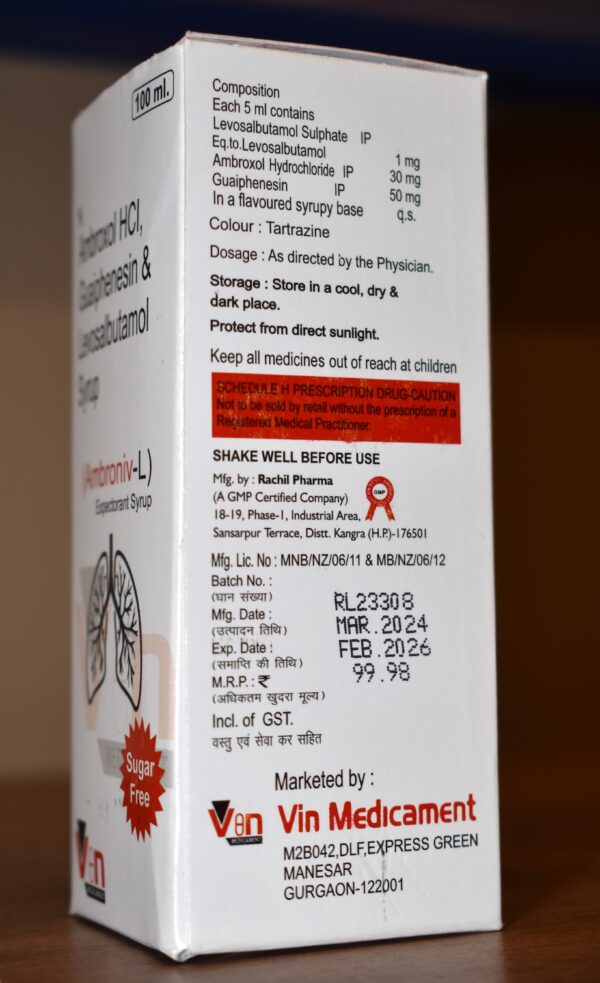 100 ml.
Ambroxol HCl,
Guaiphenesin &
Levosalbutamol
Syrup
(Ambroniv-L)
Expectorant Syrup
Sugar
Free
Vin
MEDICAMENT
Composition
Each 5 ml contains
Levosalbutamol Sulphate IP
Eq.to.Levosalbutamol 1 mg
Ambroxol Hydrochloride IP 30 mg
Guaiphenesin IP 50 mg
In a flavoured syrupy base q.s.
Colour : Tartrazine
Dosage : As directed by the Physician.
Storage : Store in a cool, dry &
dark place.
Protect from direct sunlight.
Keep all medicines out of reach at children
SCHEDULE H PRESCRIPTION DRUG-CAUTION
Not to be sold by retail without the prescription of a
Registered Medical Practitioner.
SHAKE WELL BEFORE USE
Mfg. by : Rachil Pharma
(A GMP Certified Company)
GMP
18-19, Phase-1, Industrial Area,
Sansarpur Terrace, Distt. Kangra (H.P.)-176501
Mfg. Lic. No : MNB/NZ/06/11 & MB/NZ/06/12
Batch No. :
(घान संख्या) RL23308
Mfg. Date : MAR.2024
(उत्पादन तिथि)
Exp. Date : FEB.2026
(समाप्ति की तिथि)
M.R.P. : ₹ 99.98
(अधिकतम खुदरा मूल्य)
Incl. of GST.
वस्तु एवं सेवा कर सहित
Marketed by :
Vin Vin Medicament
MEDICAMENT
M2B042,DLF,EXPRESS GREEN
MANESAR
GURGAON-122001